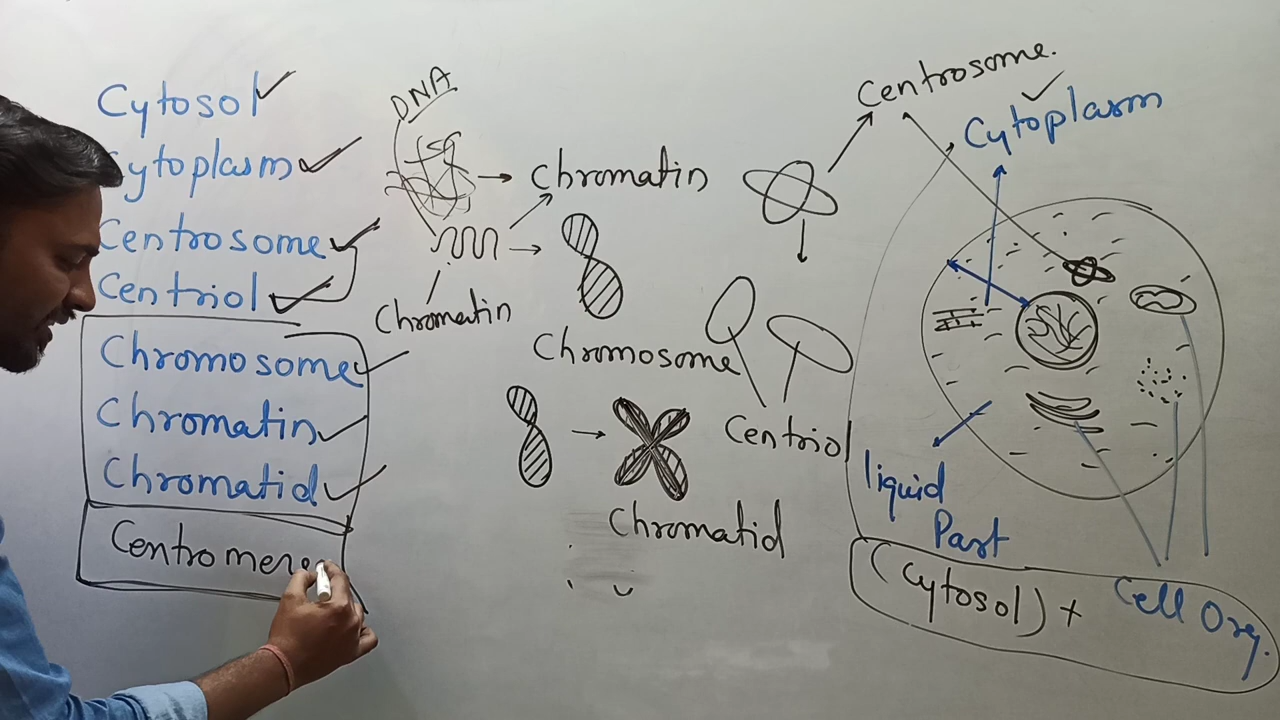 Cytosol
Cytoplasm
Centrosome
Centriol
Chromosome
Chromatin
Chromatid
Centromere
DNA
Chromatin
Chromatin
Chromosome
Chromatid
Centrosome.
Cytoplasm
Centriol
liquid
Part
(Cytosol) + Cell Org.